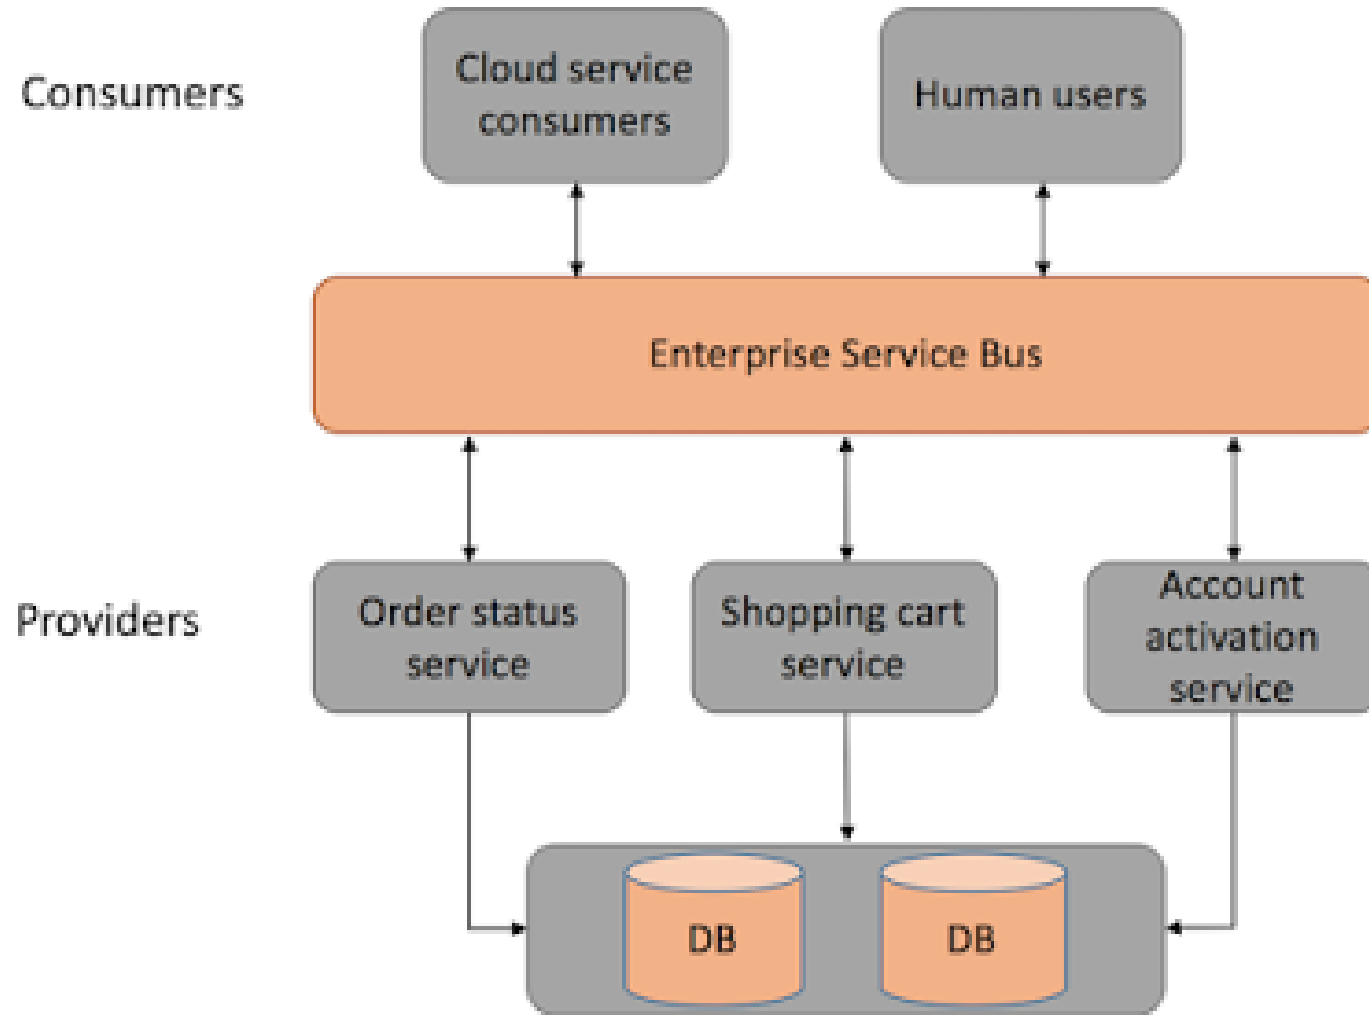 Consumers
Cloud service
consumers
Human users
Enterprise Service Bus
Providers
Order status
service
Shopping cart
service
Account
activation
service
DB
DB